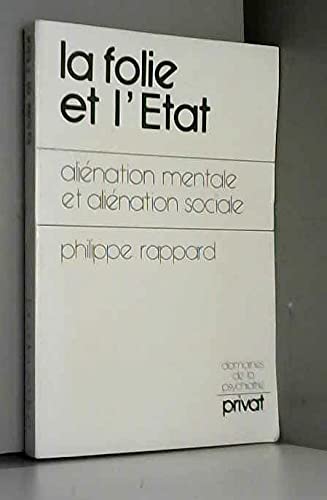 la folie
et l'Etat
aliénation mentale
et aliénation sociale
philippe rappard
domaines
de la
psychiatrie
privat